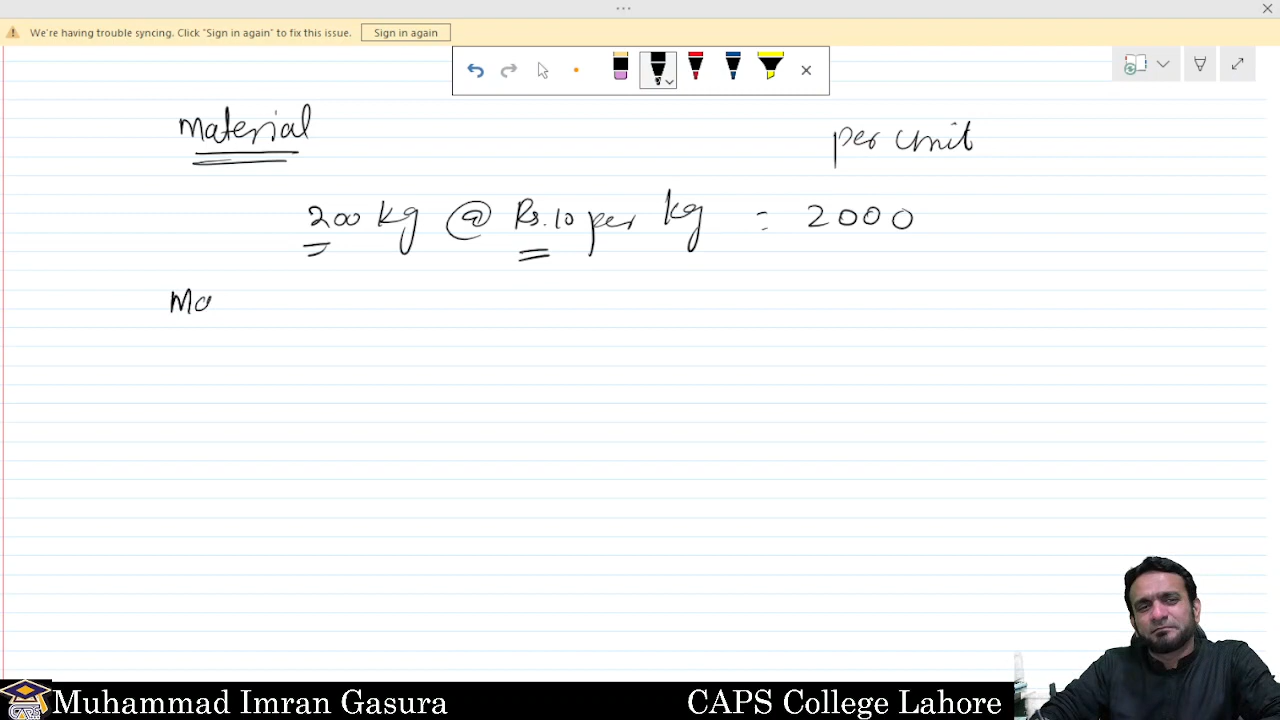 We're having trouble syncing. Click "Sign in again" to fix this issue. Sign in again
Material
per Unit
200 kg @ Rs.10 per kg = 2000
Ma
Muhammad Imran Gasura CAPS College Lahore